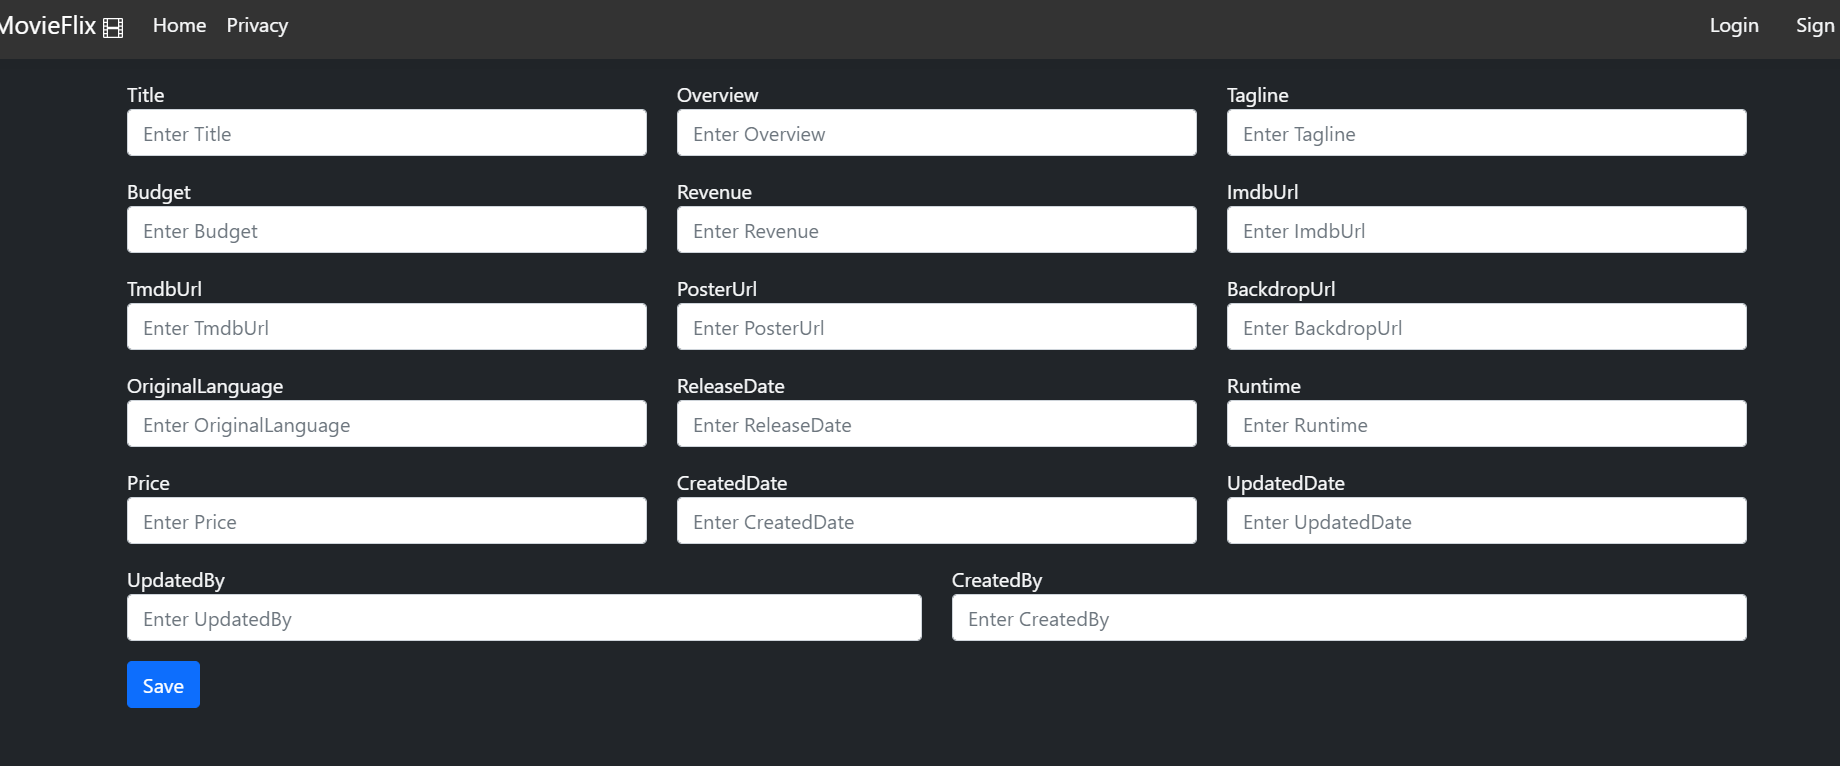 MovieFlix Home Privacy Login Sign
Title Overview Tagline
Enter Title Enter Overview Enter Tagline
Budget Revenue ImdbUrl
Enter Budget Enter Revenue Enter ImdbUrl
TmdbUrl PosterUrl BackdropUrl
Enter TmdbUrl Enter PosterUrl Enter BackdropUrl
OriginalLanguage ReleaseDate Runtime
Enter OriginalLanguage Enter ReleaseDate Enter Runtime
Price CreatedDate UpdatedDate
Enter Price Enter CreatedDate Enter UpdatedDate
UpdatedBy CreatedBy
Enter UpdatedBy Enter CreatedBy
Save